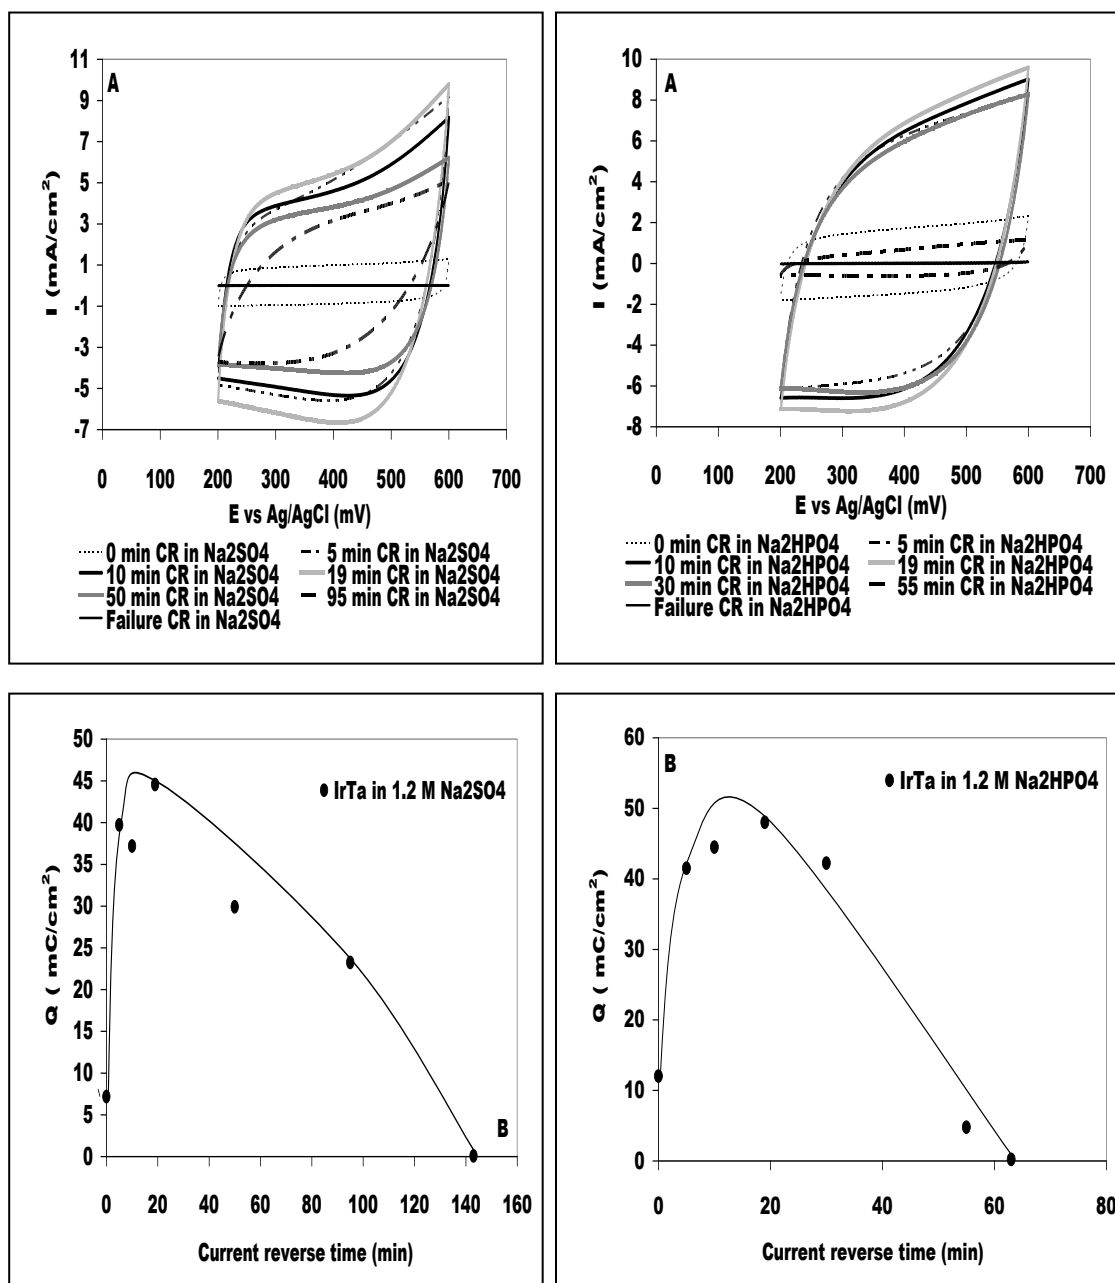 A
I (mA/cm2)
11
9
7
5
3
1
-1
-3
-5
-7
0 100 200 300 400 500 600 700
E vs Ag/AgCl (mV)
0 min CR in Na2SO4 5 min CR in Na2SO4
10 min CR in Na2SO4 19 min CR in Na2SO4
50 min CR in Na2SO4 95 min CR in Na2SO4
Failure CR in Na2SO4
A
I (mA/cm2)
10
8
6
4
2
0
-2
-4
-6
-8
0 100 200 300 400 500 600 700
E vs Ag/AgCl (mV)
0 min CR in Na2HPO4 5 min CR in Na2HPO4
10 min CR in Na2HPO4 19 min CR in Na2HPO4
30 min CR in Na2HPO4 55 min CR in Na2HPO4
Failure CR in Na2HPO4
Q ( mC/cm2)
50
45
40
35
30
25
20
15
10
5
0
IrTa in 1.2 M Na2SO4
B
0 20 40 60 80 100 120 140 160
Current reverse time (min)
B
Q ( mC/cm2)
60
50
40
30
20
10
0
IrTa in 1.2 M Na2HPO4
0 20 40 60 80
Current reverse time (min)